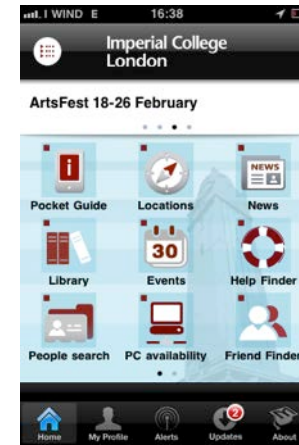 I WIND E 16:38
Imperial College
London
ArtsFest 18-26 February
i
NEWS
Pocket Guide Locations News
30
Library Events Help Finder
People search PC availability Friend Finder
2
Home My Profile Alerts Updates About